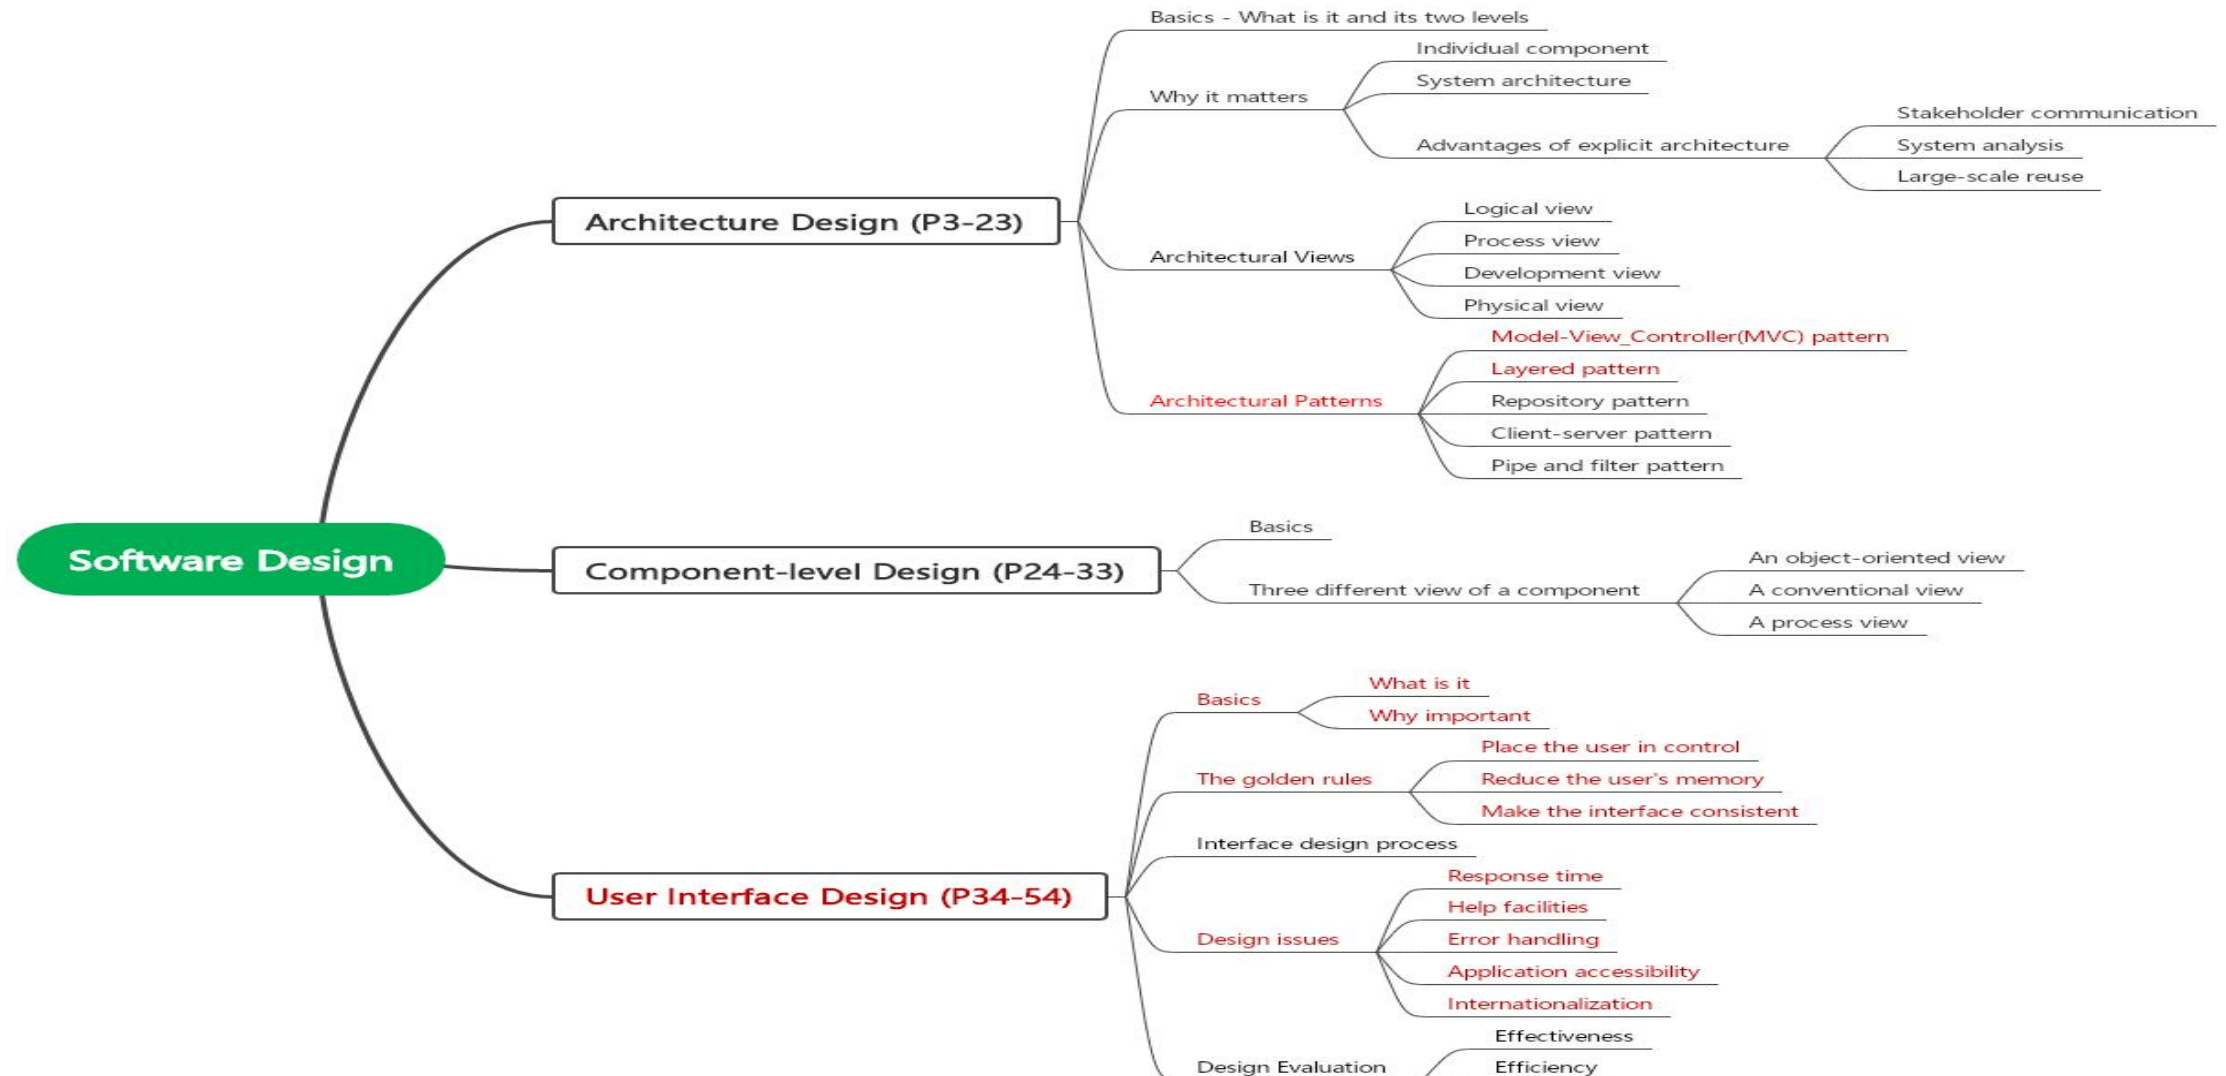 Software Design
Architecture Design (P3-23)
Basics - What is it and its two levels
Why it matters
Individual component
System architecture
Advantages of explicit architecture
Stakeholder communication
System analysis
Large-scale reuse
Architectural Views
Logical view
Process view
Development view
Physical view
Architectural Patterns
Model-View_Controller(MVC) pattern
Layered pattern
Repository pattern
Client-server pattern
Pipe and filter pattern
Component-level Design (P24-33)
Basics
Three different view of a component
An object-oriented view
A conventional view
A process view
User Interface Design (P34-54)
Basics
What is it
Why important
The golden rules
Place the user in control
Reduce the user's memory
Make the interface consistent
Interface design process
Design issues
Response time
Help facilities
Error handling
Application accessibility
Internationalization
Design Evaluation
Effectiveness
Efficiency